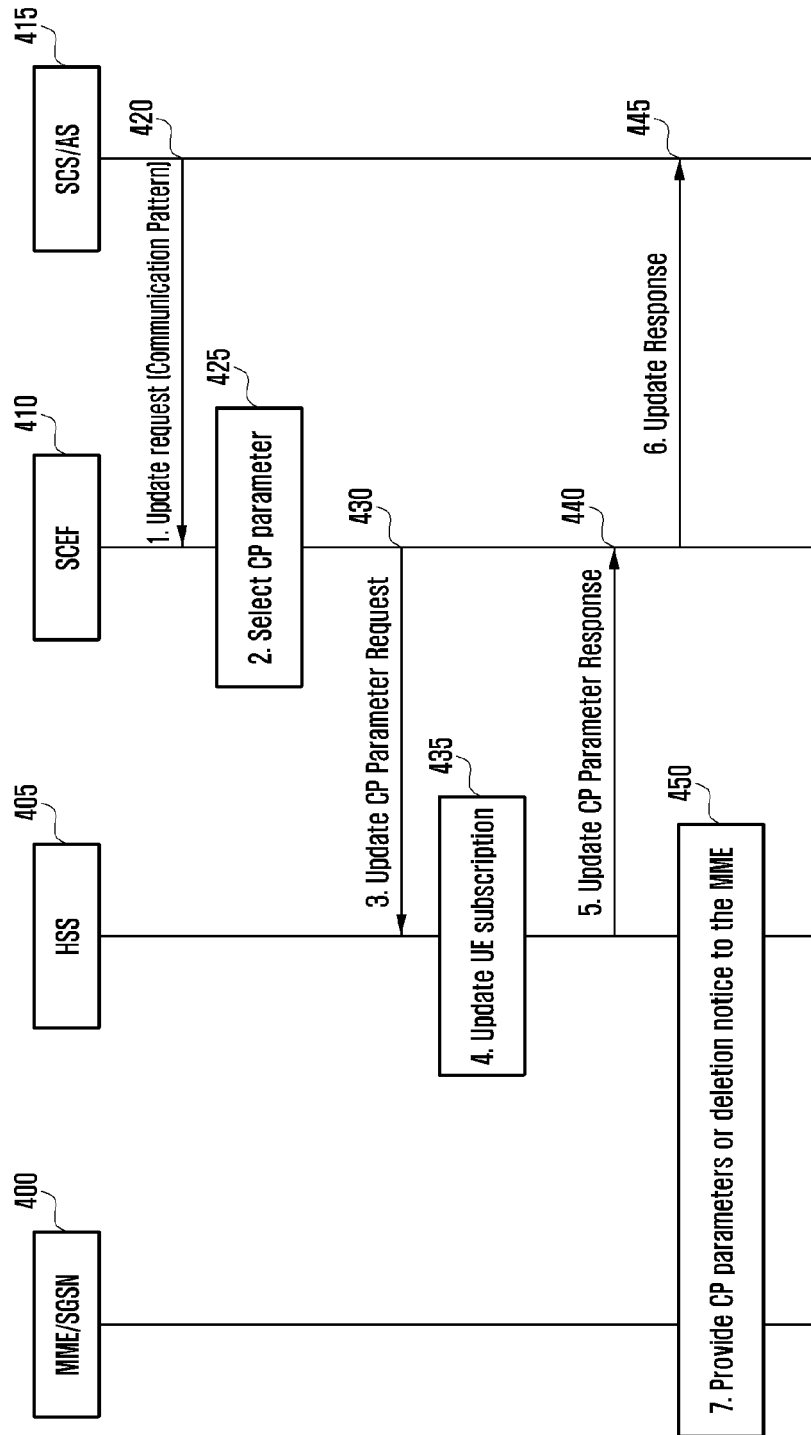 400
MME/SGSN
405
HSS
410
SCEF
415
SCS/AS
1. Update request (Communication Pattern)
420
425
2. Select CP parameter
3. Update CP Parameter Request
430
435
4. Update UE subscription
5. Update CP Parameter Response
440
6. Update Response
445
450
7. Provide CP parameters or deletion notice to the MME